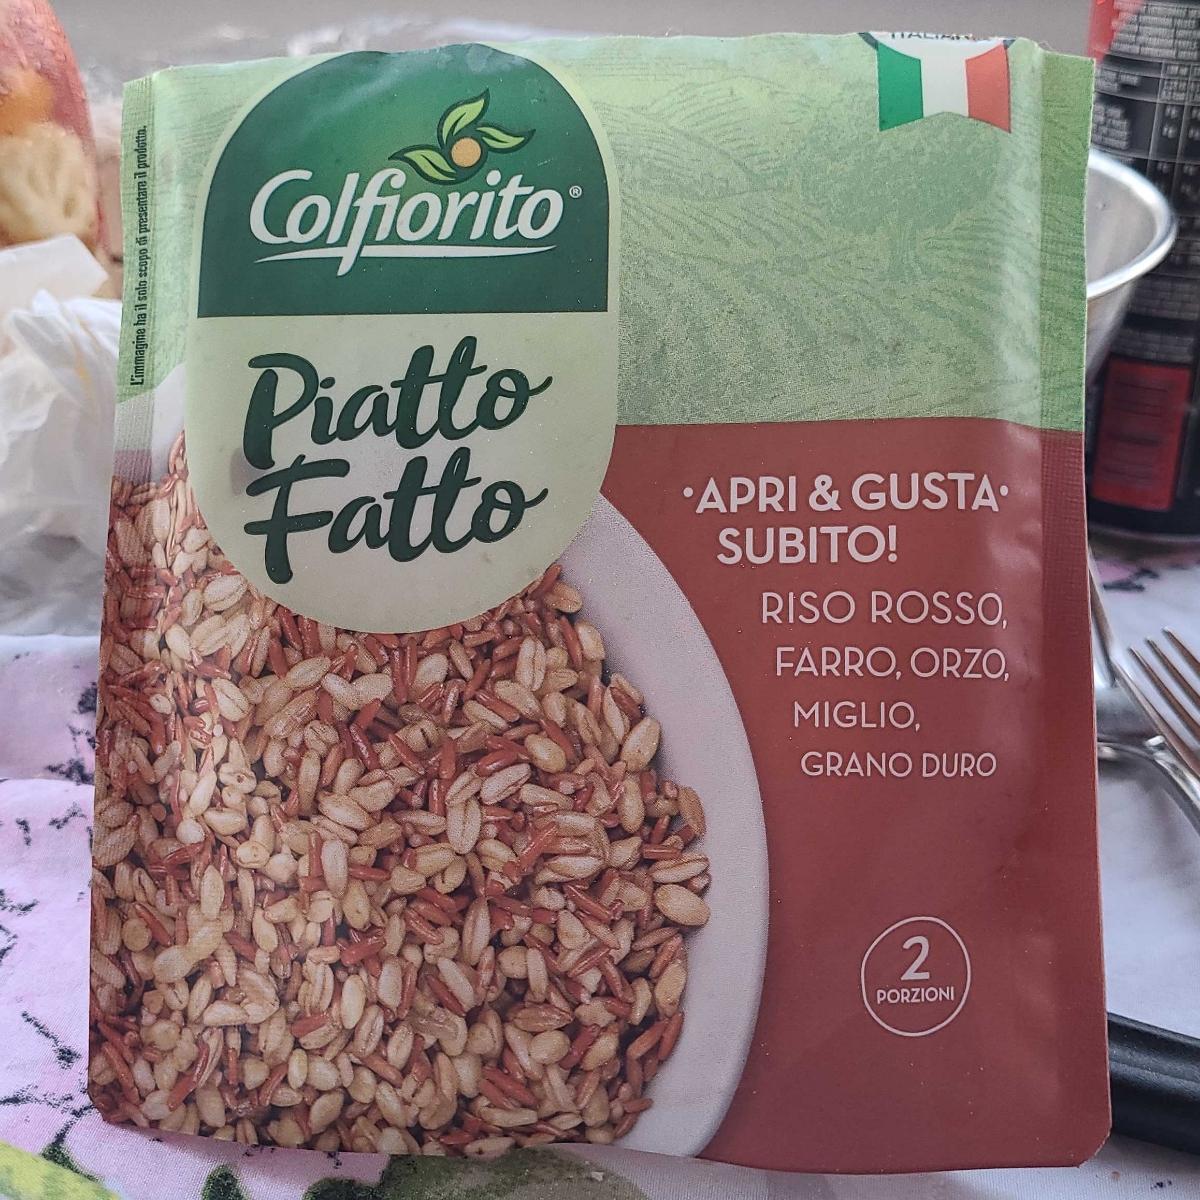 ITALIANO
L'immagine ha il solo scopo di presentare il prodotto.
Colfiorito®
Piatto
Fatto
•APRI & GUSTA•
SUBITO!
RISO ROSSO,
FARRO, ORZO,
MIGLIO,
GRANO DURO
2
PORZIONI